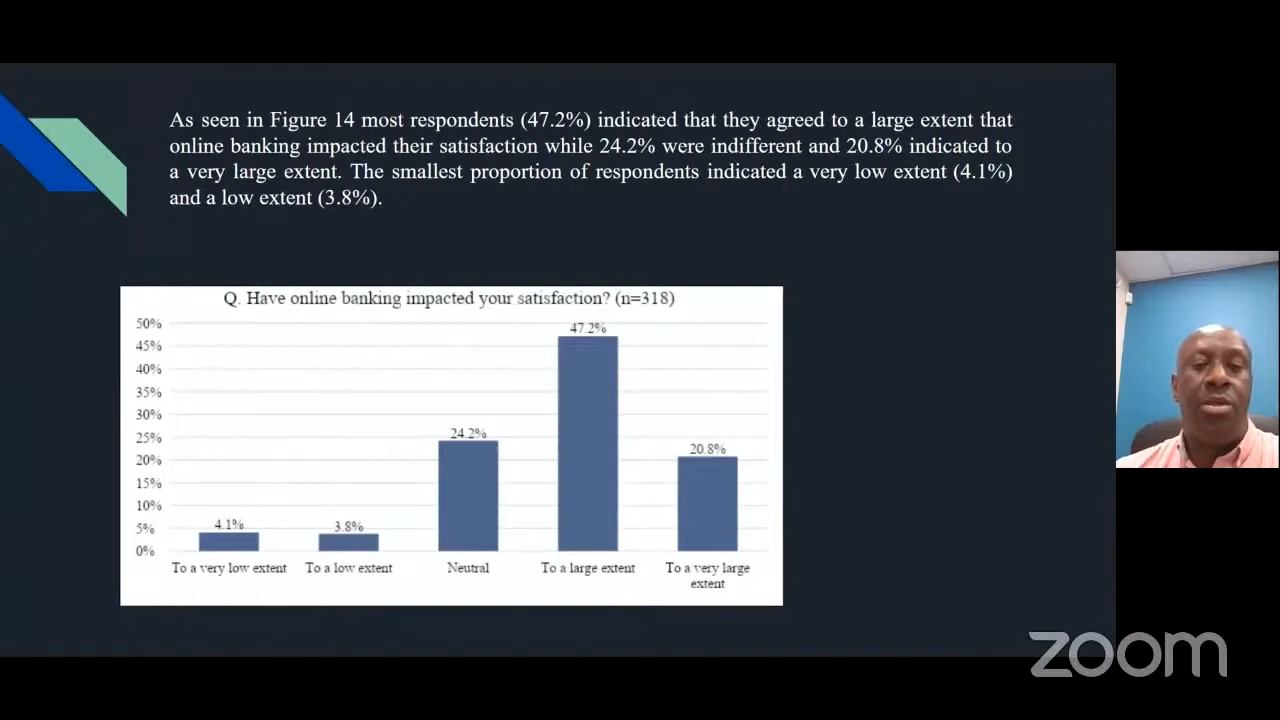 As seen in Figure 14 most respondents (47.2%) indicated that they agreed to a large extent that
online banking impacted their satisfaction while 24.2% were indifferent and 20.8% indicated to
a very large extent. The smallest proportion of respondents indicated a very low extent (4.1%)
and a low extent (3.8%).
Q. Have online banking impacted your satisfaction? (n=318)
50%
45%
40%
35%
30%
25%
20%
15%
10%
5%
0%
4.1%
3.8%
24.2%
47.2%
20.8%
To a very low extent
To a low extent
Neutral
To a large extent
To a very large
extent
zoom